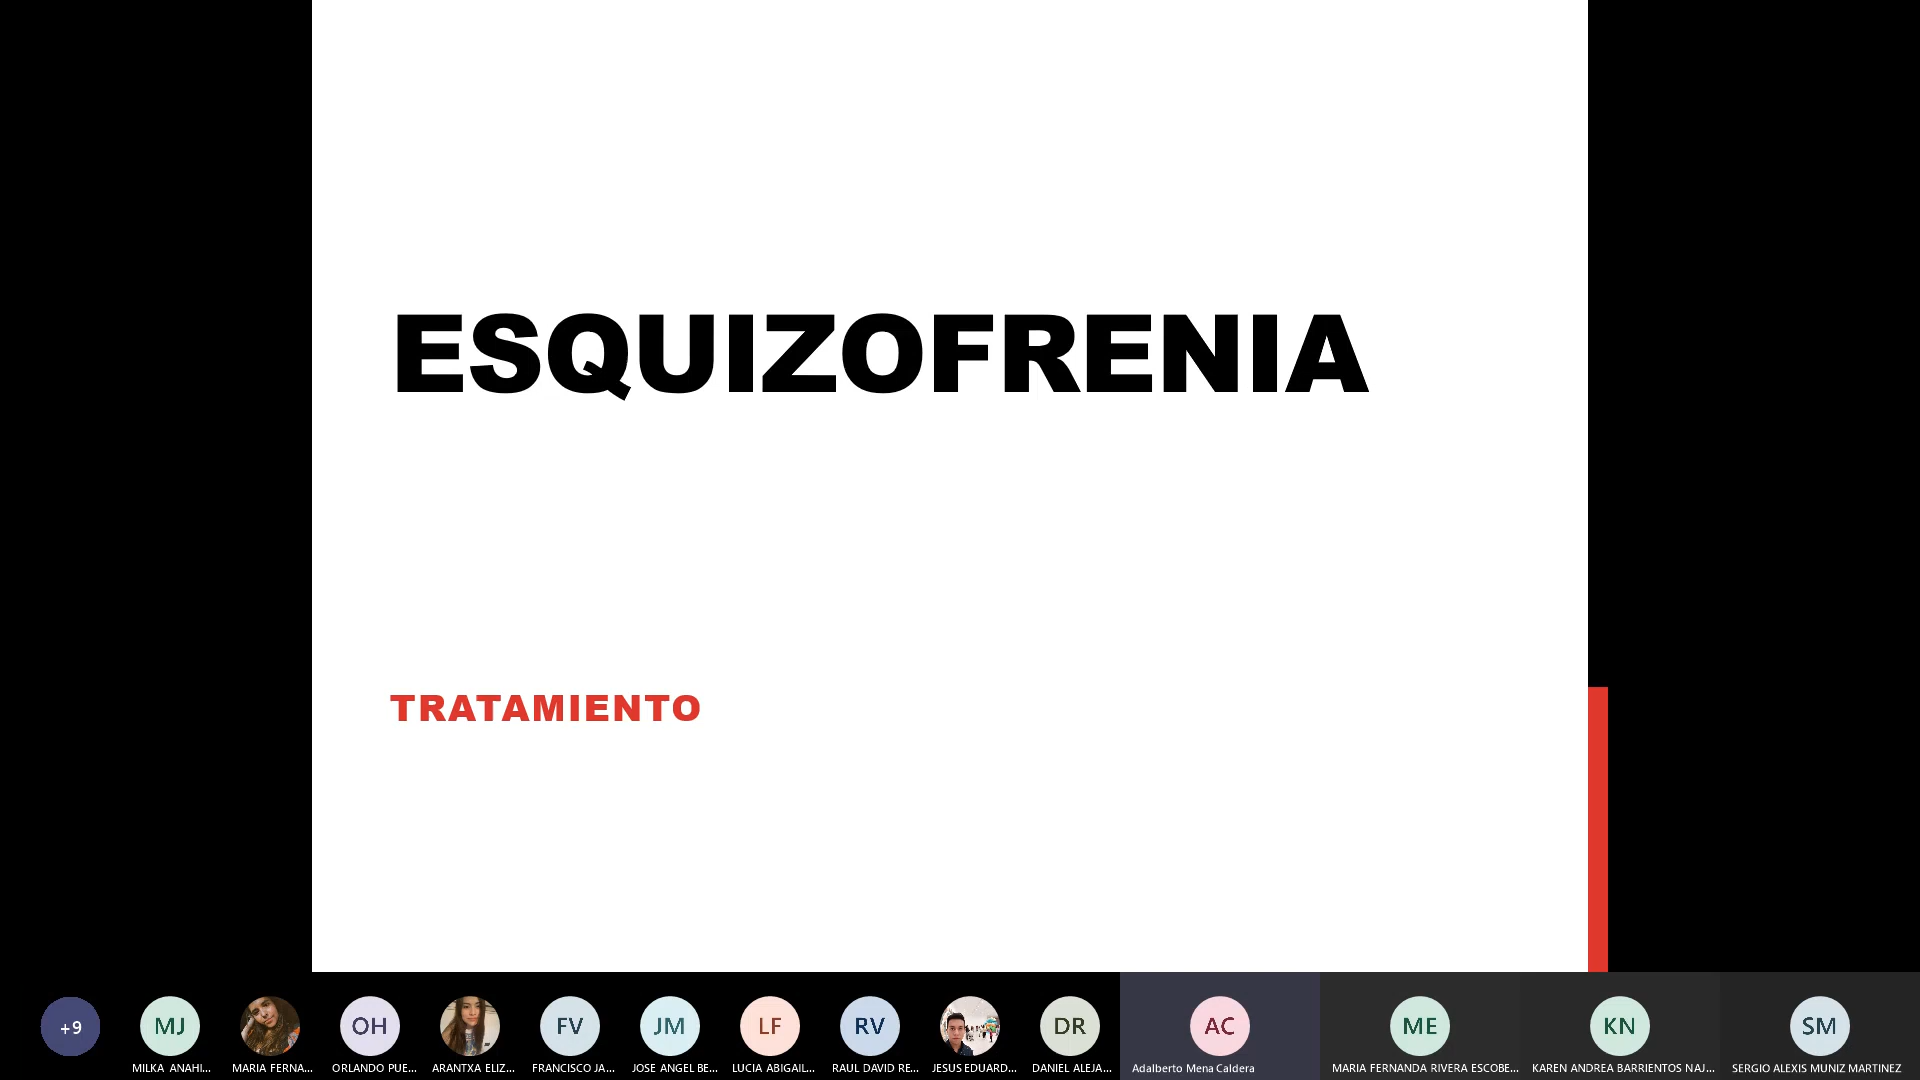 ESQUIZOFRENIA
TRATAMIENTO
+9
MJ
OH
FV
JM
LF
RV
DR
AC
ME
KN
SM
MILKA ANAHI...
MARIA FERNA...
ORLANDO PUE...
ARANTXA ELIZ...
FRANCISCO JA...
JOSE ANGEL BE...
LUCIA ABIGAIL...
RAUL DAVID RE...
JESUS EDUARD...
DANIEL ALEJA...
Adalberto Mena Caldera
MARIA FERNANDA RIVERA ESCOBE...
KAREN ANDREA BARRIENTOS NAJ...
SERGIO ALEXIS MUNIZ MARTINEZ